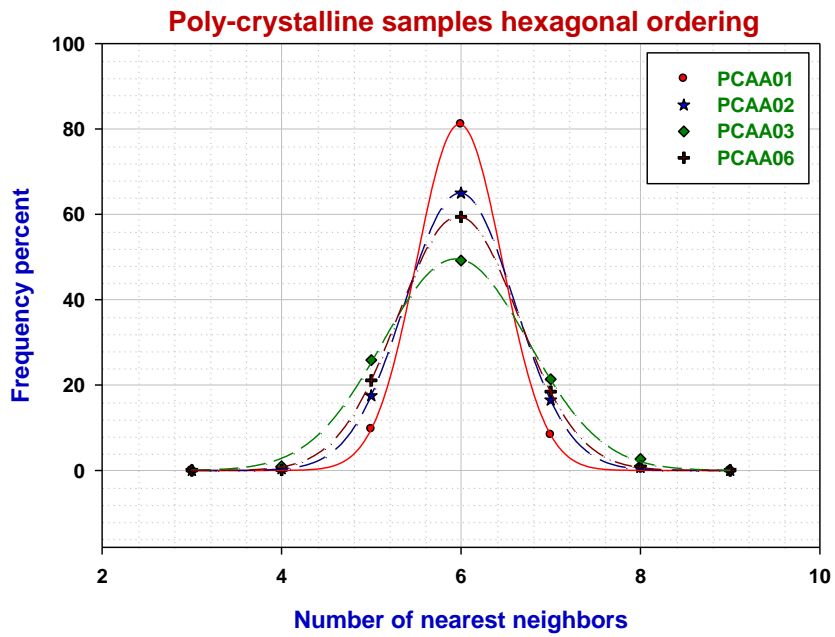 Poly-crystalline samples hexagonal ordering
100
80
60
40
20
0
Frequency percent
PCAA01
PCAA02
PCAA03
PCAA06
2
4
6
8
10
Number of nearest neighbors